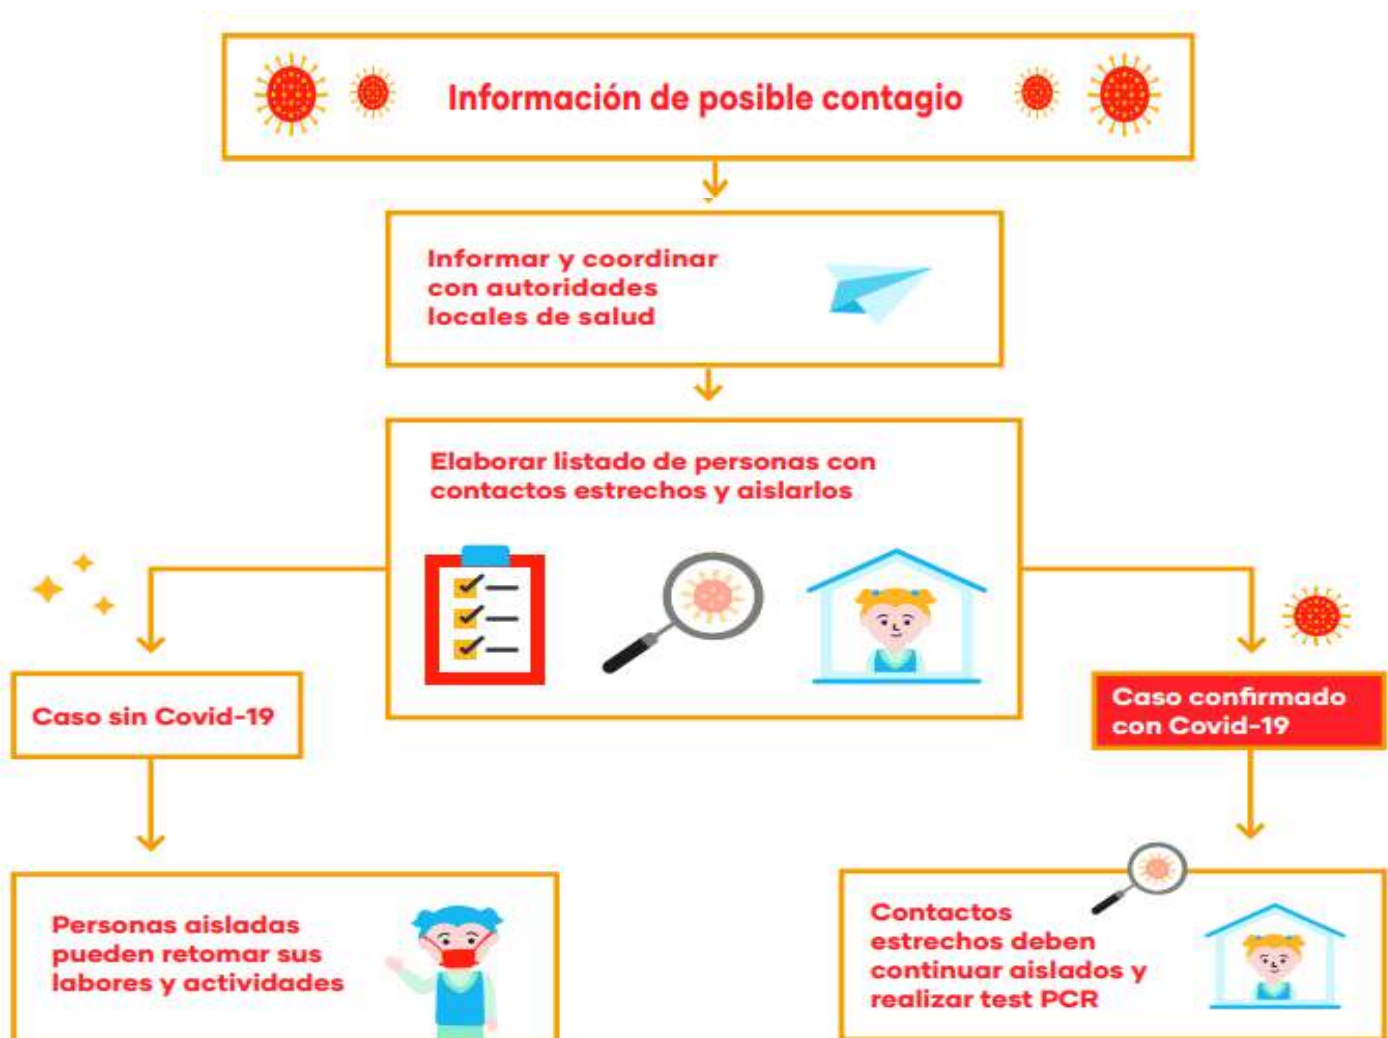 Información de posible contagio
Informar y coordinar
con autoridades
locales de salud
Elaborar listado de personas con
contactos estrechos y aislarlos
Caso sin Covid-19
Caso confirmado
con Covid-19
Personas aisladas
pueden retomar sus
labores y actividades
Contactos
estrechos deben
continuar aislados y
realizar test PCR